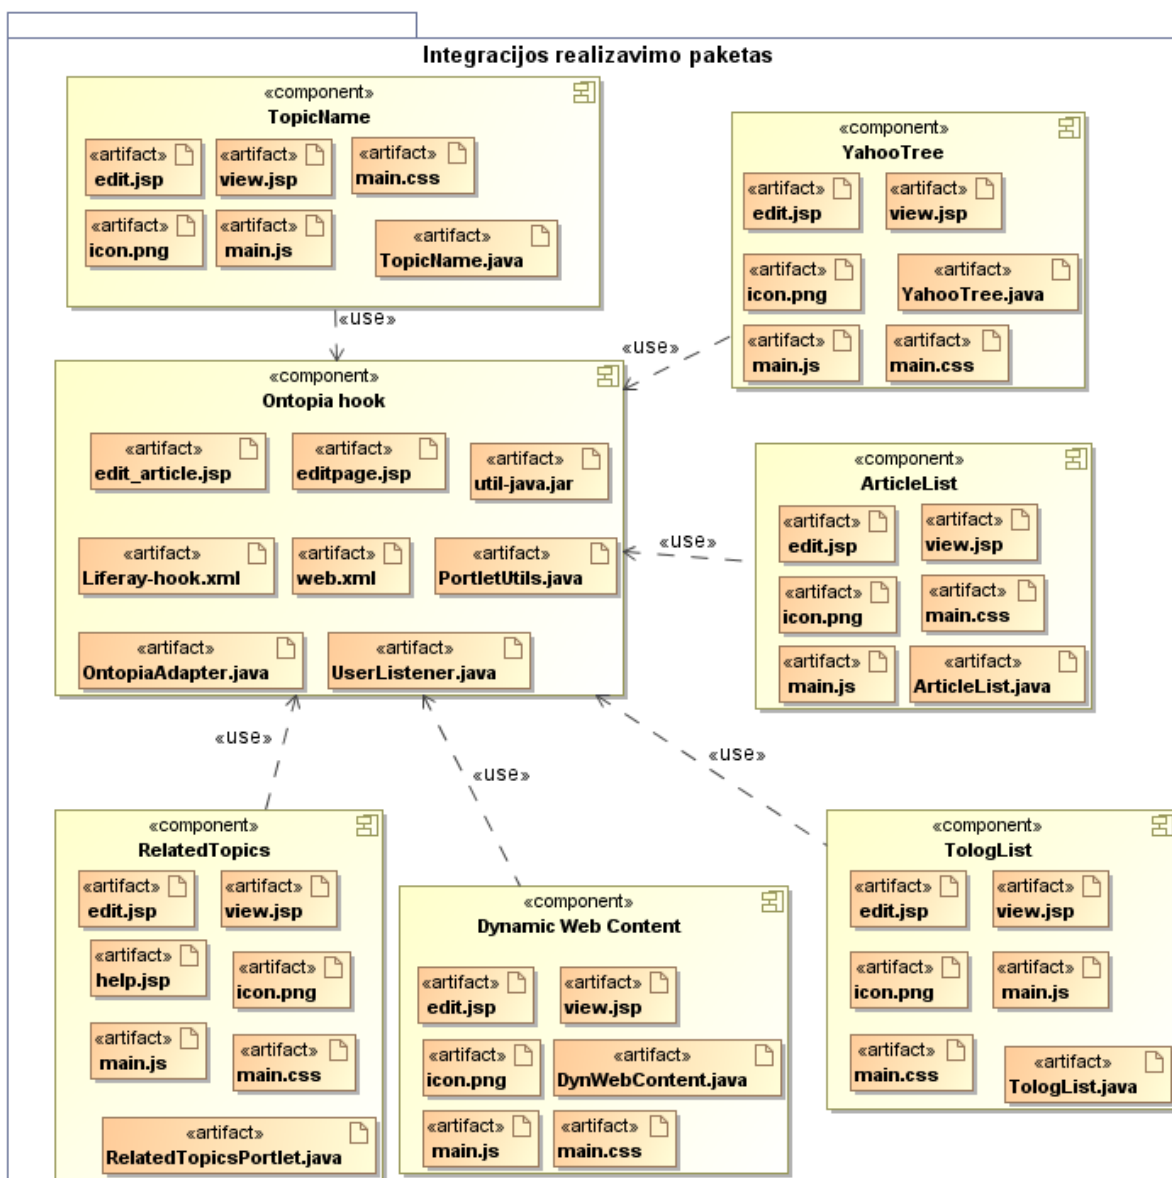 Integracijos realizavimo paketas
«component»
TopicName
«artifact»
edit.jsp
«artifact»
view.jsp
«artifact»
main.css
«artifact»
icon.png
«artifact»
main.js
«artifact»
TopicName.java
«use»
«component»
YahooTree
«artifact»
edit.jsp
«artifact»
view.jsp
«artifact»
icon.png
«artifact»
YahooTree.java
«artifact»
main.js
«artifact»
main.css
«use»
«component»
Ontopia hook
«artifact»
edit_article.jsp
«artifact»
editpage.jsp
«artifact»
util-java.jar
«artifact»
Liferay-hook.xml
«artifact»
web.xml
«artifact»
PortletUtils.java
«artifact»
OntopiaAdapter.java
«artifact»
UserListener.java
«use»
«component»
ArticleList
«artifact»
edit.jsp
«artifact»
view.jsp
«artifact»
icon.png
«artifact»
main.css
«artifact»
main.js
«artifact»
ArticleList.java
«use»
«use»
«use»
«component»
RelatedTopics
«artifact»
edit.jsp
«artifact»
view.jsp
«artifact»
help.jsp
«artifact»
icon.png
«artifact»
main.js
«artifact»
main.css
«artifact»
RelatedTopicsPortlet.java
«component»
Dynamic Web Content
«artifact»
edit.jsp
«artifact»
view.jsp
«artifact»
icon.png
«artifact»
DynWebContent.java
«artifact»
main.js
«artifact»
main.css
«component»
TologList
«artifact»
edit.jsp
«artifact»
view.jsp
«artifact»
icon.png
«artifact»
main.js
«artifact»
main.css
«artifact»
TologList.java